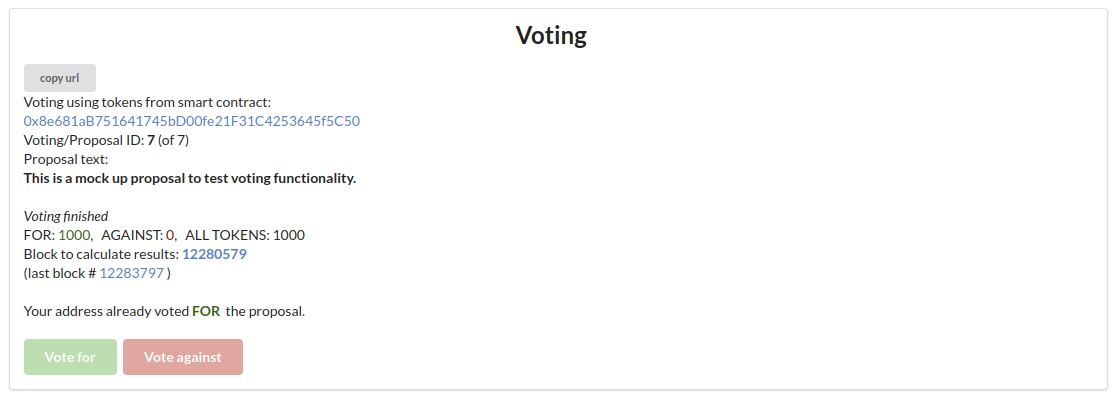 Voting
copy url
Voting using tokens from smart contract:
0x8e681aB751641745bD00fe21F31C4253645f5C50
Voting/Proposal ID: 7 (of 7)
Proposal text:
This is a mock up proposal to test voting functionality.
Voting finished
FOR: 1000, AGAINST: 0, ALL TOKENS: 1000
Block to calculate results: 12280579
(last block # 12283797 )
Your address already voted FOR the proposal.
Vote for Vote against